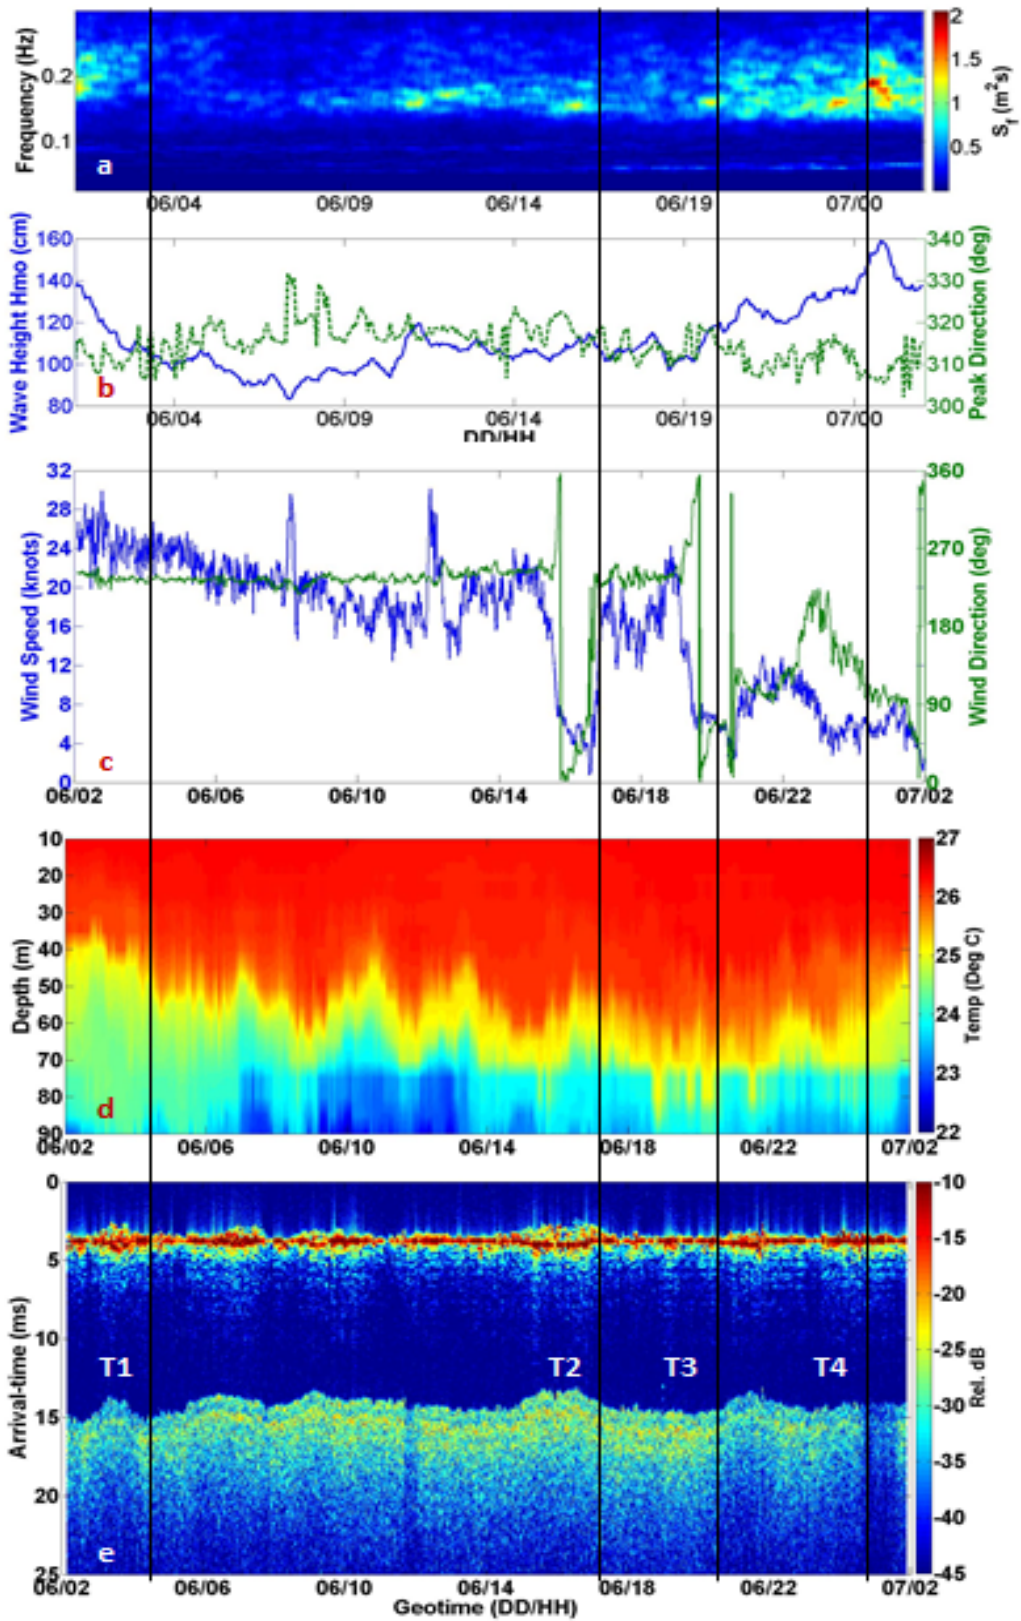 Frequency (Hz)
0.2
0.1
a
06/04 06/09 06/14 06/19 07/00
2
1.5
1
0.5
S_f (m²s)
Wave Height Hmo (cm)
160
140
120
100
80
b
340
330
320
310
300
Peak Direction (deg)
06/04 06/09 06/14 06/19 07/00
DD/HH
Wind Speed (knots)
32
28
24
20
16
12
8
4
0
c
360
270
180
90
0
Wind Direction (deg)
06/02 06/06 06/10 06/14 06/18 06/22 07/02
Depth (m)
10
20
30
40
50
60
70
80
90
d
27
26
25
24
23
22
Temp (Deg C)
06/02 06/06 06/10 06/14 06/18 06/22 07/02
Arrival-time (ms)
0
5
10
15
20
25
T1 T2 T3 T4
e
-10
-15
-20
-25
-30
-35
-40
-45
Rel. dB
06/02 06/06 06/10 06/14 06/18 06/22 07/02
Geotime (DD/HH)